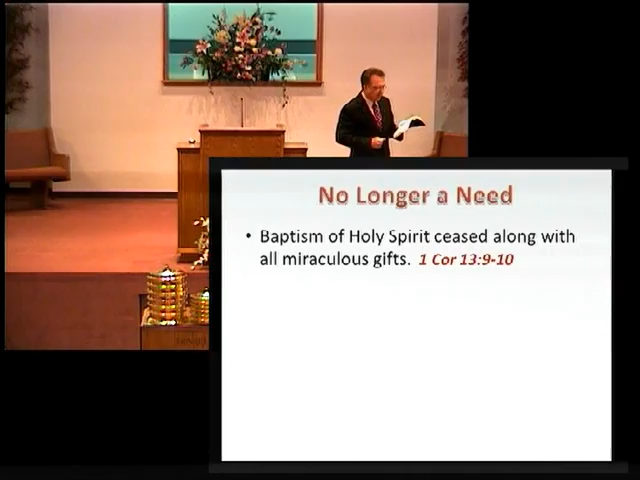 No Longer a Need
• Baptism of Holy Spirit ceased along with
all miraculous gifts. 1 Cor 13:9-10